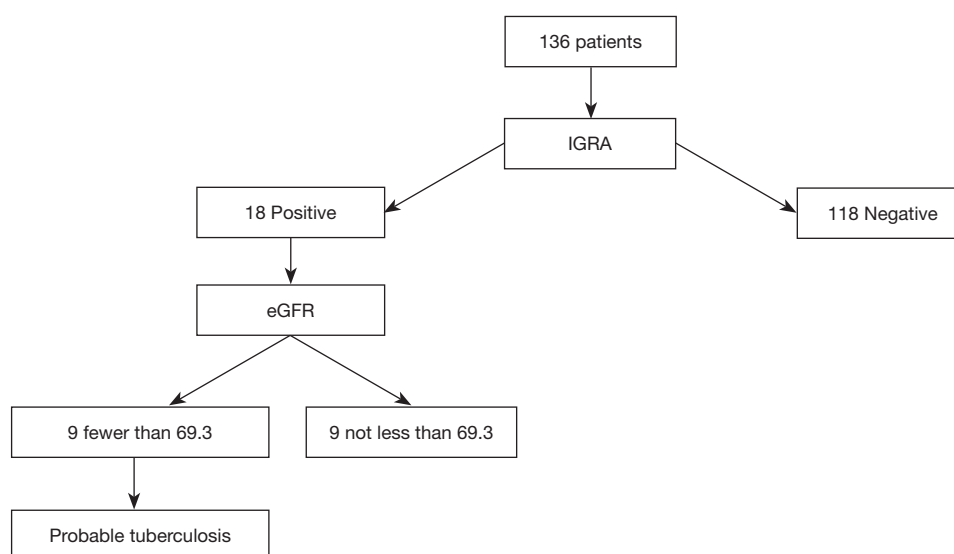 136 patients
IGRA
18 Positive
118 Negative
eGFR
9 fewer than 69.3
9 not less than 69.3
Probable tuberculosis